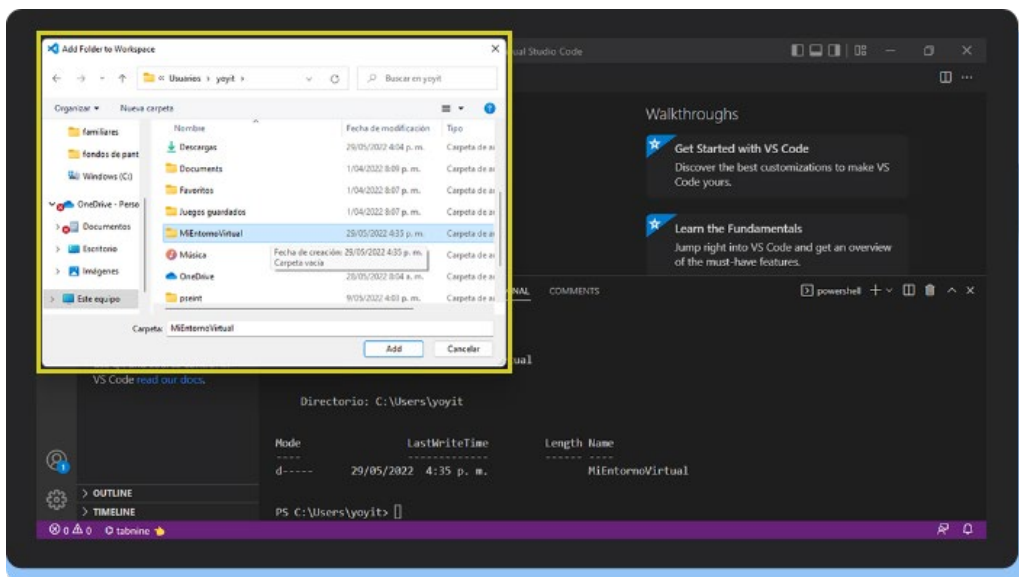 Add Folder to Workspace
ual Studio Code
« Usuarios › yoyit ›
Buscar en yoyit
Organizar
Nueva carpeta
Nombre
Fecha de modificación
Tipo
familiares
fondos de pant
Windows (C:)
OneDrive - Perso
Documentos
Escritorio
Imágenes
Este equipo
Descargas 29/05/2022 4:04 p. m. Carpeta de
Documents 1/04/2022 8:09 p. m. Carpeta de
Favoritos 1/04/2022 8:07 p. m. Carpeta de
Juegos guardados 1/04/2022 8:07 p. m. Carpeta de
MiEntornoVirtual 29/05/2022 4:35 p. m. Carpeta de
Música Carpeta de
Fecha de creación: 29/05/2022 4:35 p. m.
Carpeta vacía
OneDrive 28/05/2022 8:04 a. m. Carpeta de
pseint 9/05/2022 4:03 p. m. Carpeta de
Carpeta: MiEntornoVirtual
Add
Cancelar
Walkthroughs
Get Started with VS Code
Discover the best customizations to make VS
Code yours.
Learn the Fundamentals
Jump right into VS Code and get an overview
of the must-have features.
NAL
COMMENTS
powershell
tual
VS Code read our docs.
Directorio: C:\Users\yoyit
Mode LastWriteTime Length Name
---- ------------- ------ ----
d----- 29/05/2022 4:35 p. m. MiEntornoVirtual
PS C:\Users\yoyit>
1
OUTLINE
TIMELINE
0 0 tabnine